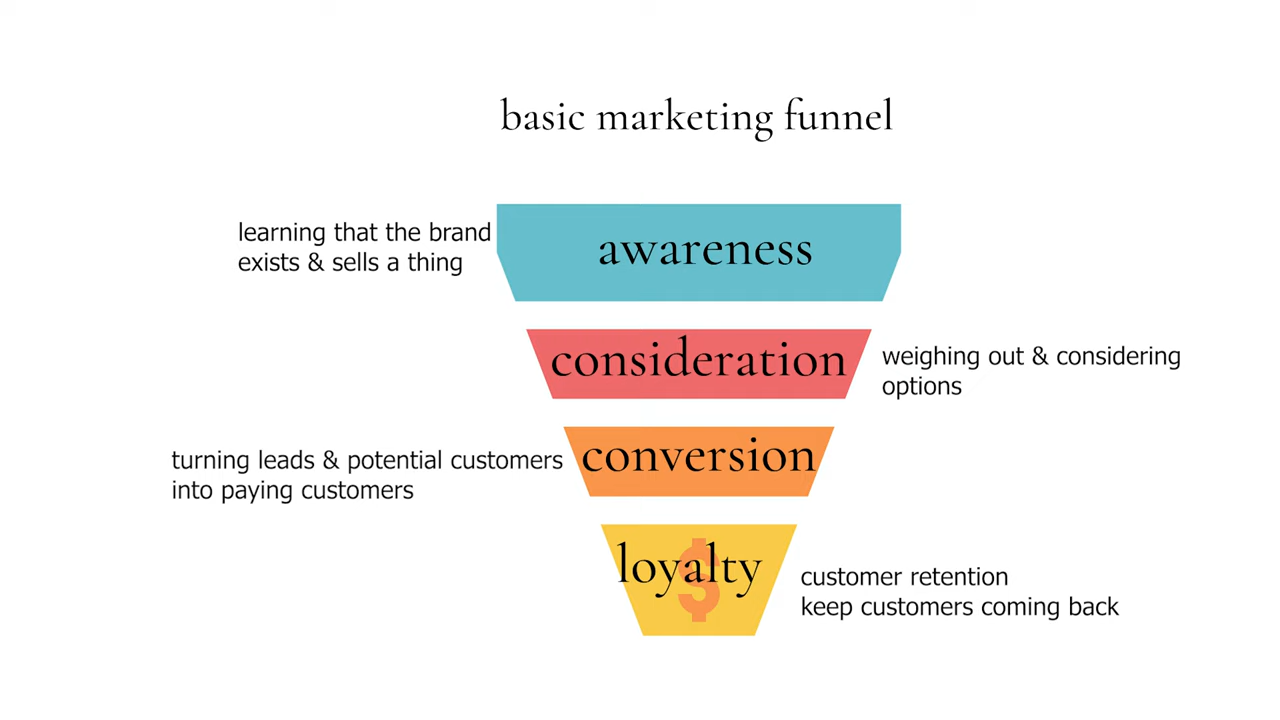 basic marketing funnel
learning that the brand
exists & sells a thing
awareness
consideration
weighing out & considering
options
turning leads & potential customers
into paying customers
conversion
loyalty
$
customer retention
keep customers coming back